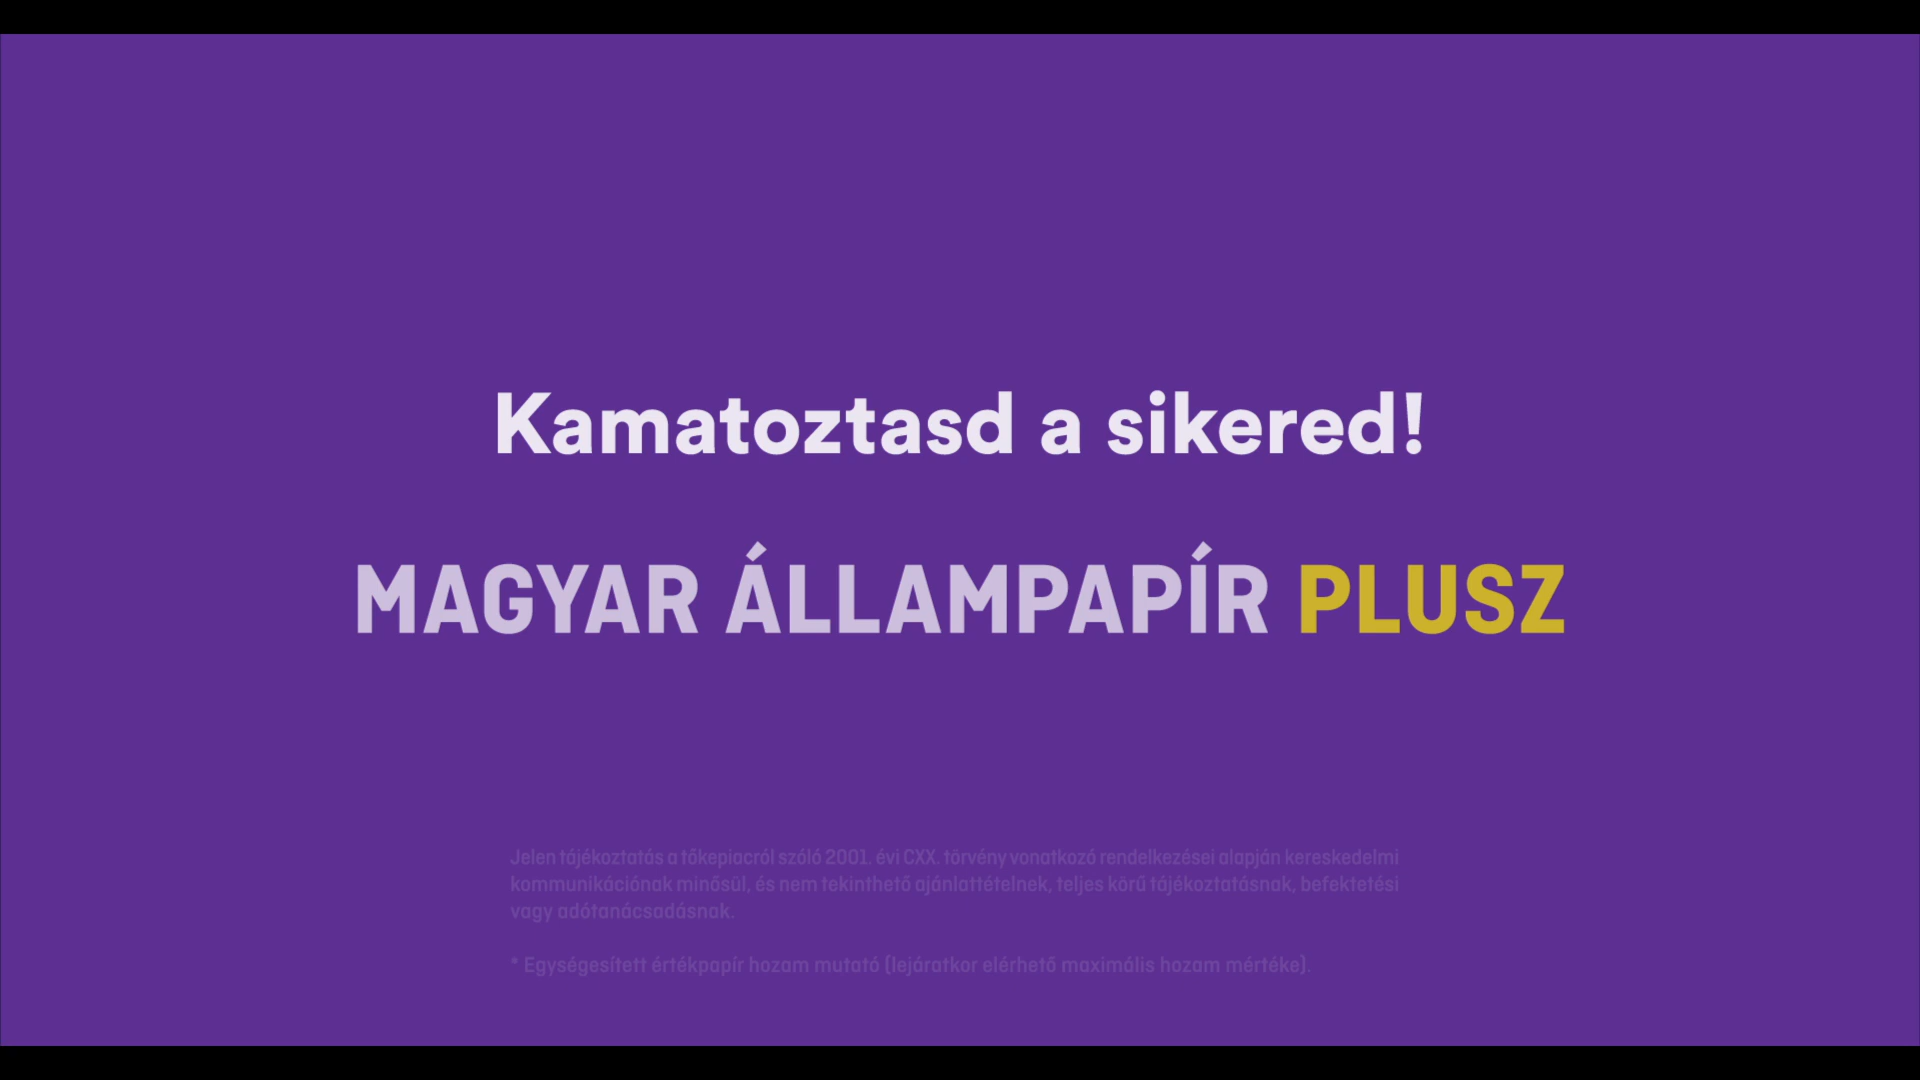 Kamatoztasd a sikered!
MAGYAR ÁLLAMPAPÍR PLUSZ
Jelen tájékoztatás a tőkepiacról szóló 2001. évi CXX. törvény vonatkozó rendelkezései alapján kereskedelmi
kommunikációnak minősül, és nem tekinthető ajánlattételnek, teljes körű tájékoztatásnak, befektetési
vagy adótanácsadásnak.
* Egységesített értékpapír hozam mutató (lejáratkor elérhető maximális hozam mértéke).